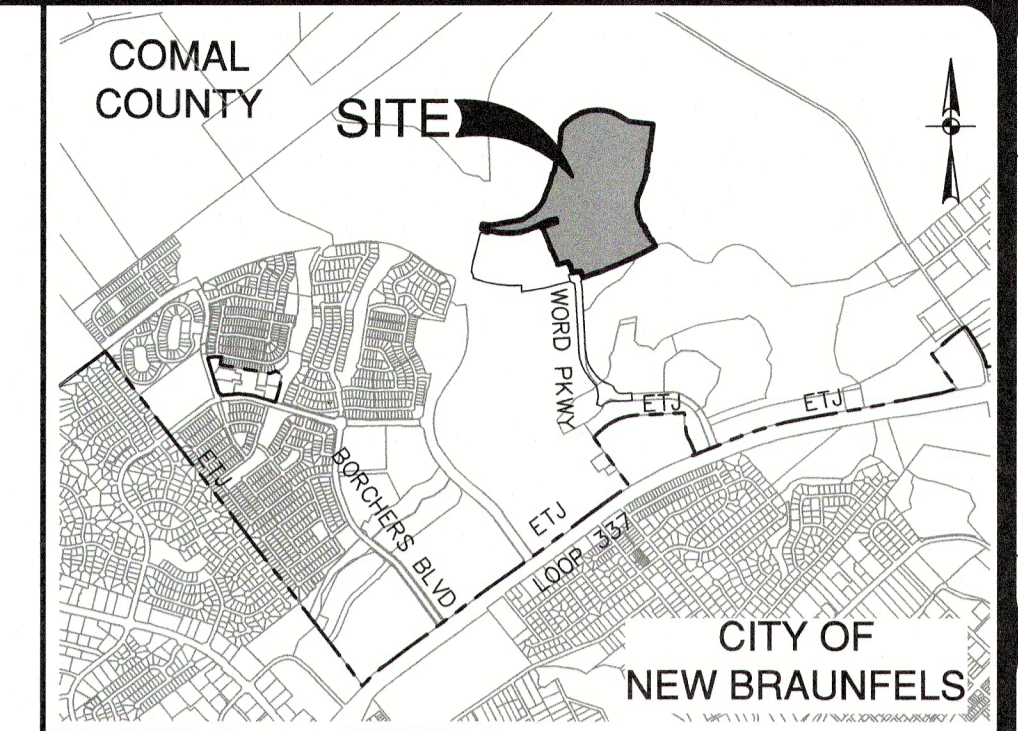 COMAL
COUNTY
SITE
WORD PKWY
ETJ
ETJ
ETJ
BORCHERS BLVD
ETJ
LOOP 337
CITY OF
NEW BRAUNFELS